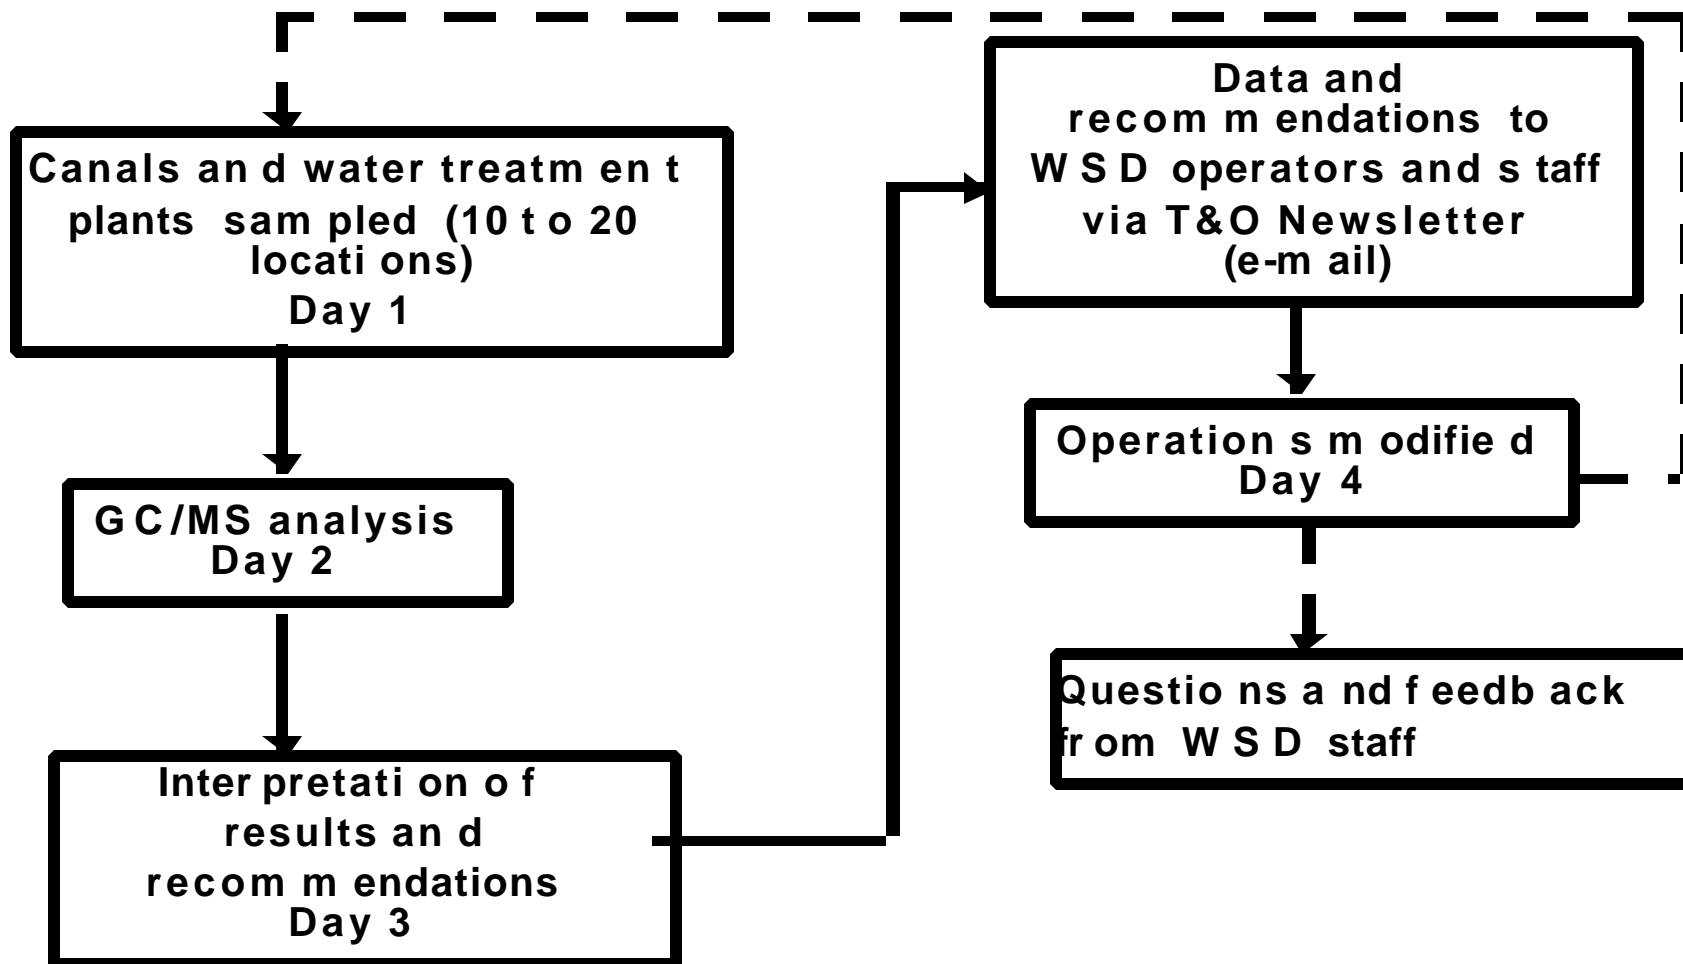 Canals and water treatment
plants sampled (10 to 20
locations)
Day 1
GC/MS analysis
Day 2
Interpretation of
results and
recommendations
Day 3
Data and
recommendations to
WSD operators and staff
via T&O Newsletter
(e-mail)
Operations modified
Day 4
Questions and feedback
from WSD staff